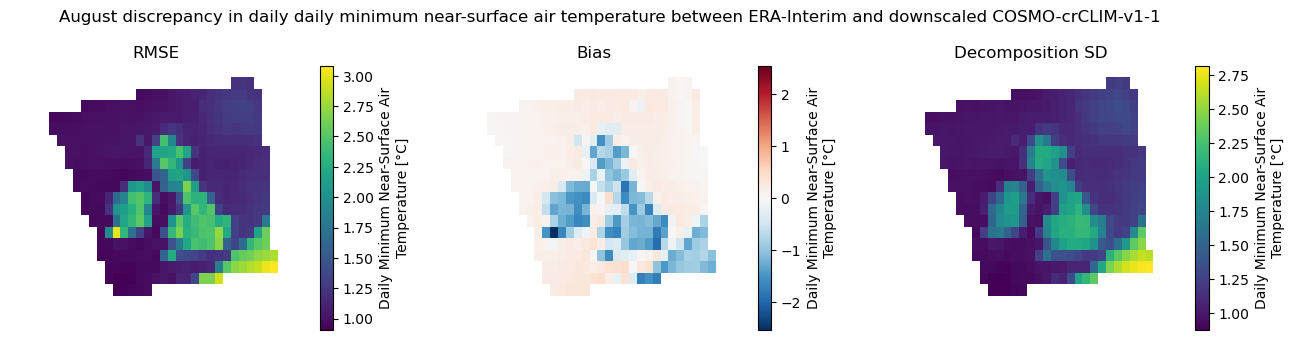 August discrepancy in daily daily minimum near-surface air temperature between ERA-Interim and downscaled COSMO-crCLIM-v1-1
RMSE
3.00
2.75
2.50
2.25
2.00
1.75
1.50
1.25
1.00
Daily Minimum Near-Surface Air
Temperature [°C]
Bias
2
1
0
−1
−2
Daily Minimum Near-Surface Air
Temperature [°C]
Decomposition SD
2.75
2.50
2.25
2.00
1.75
1.50
1.25
1.00
Daily Minimum Near-Surface Air
Temperature [°C]